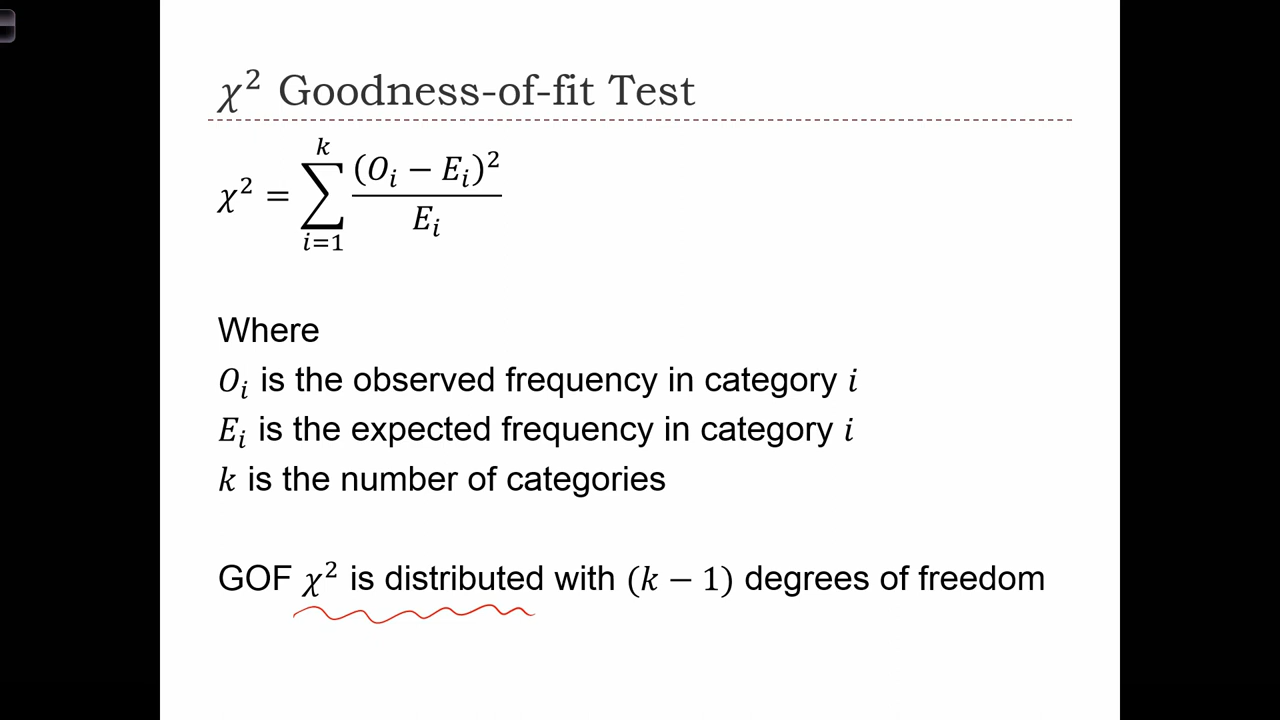 χ² Goodness-of-fit Test
χ² = \sum_{i=1}^{k} \frac{(O_i − E_i)^2}{E_i}
Where
O_i is the observed frequency in category i
E_i is the expected frequency in category i
k is the number of categories
GOF χ² is distributed with (k − 1) degrees of freedom